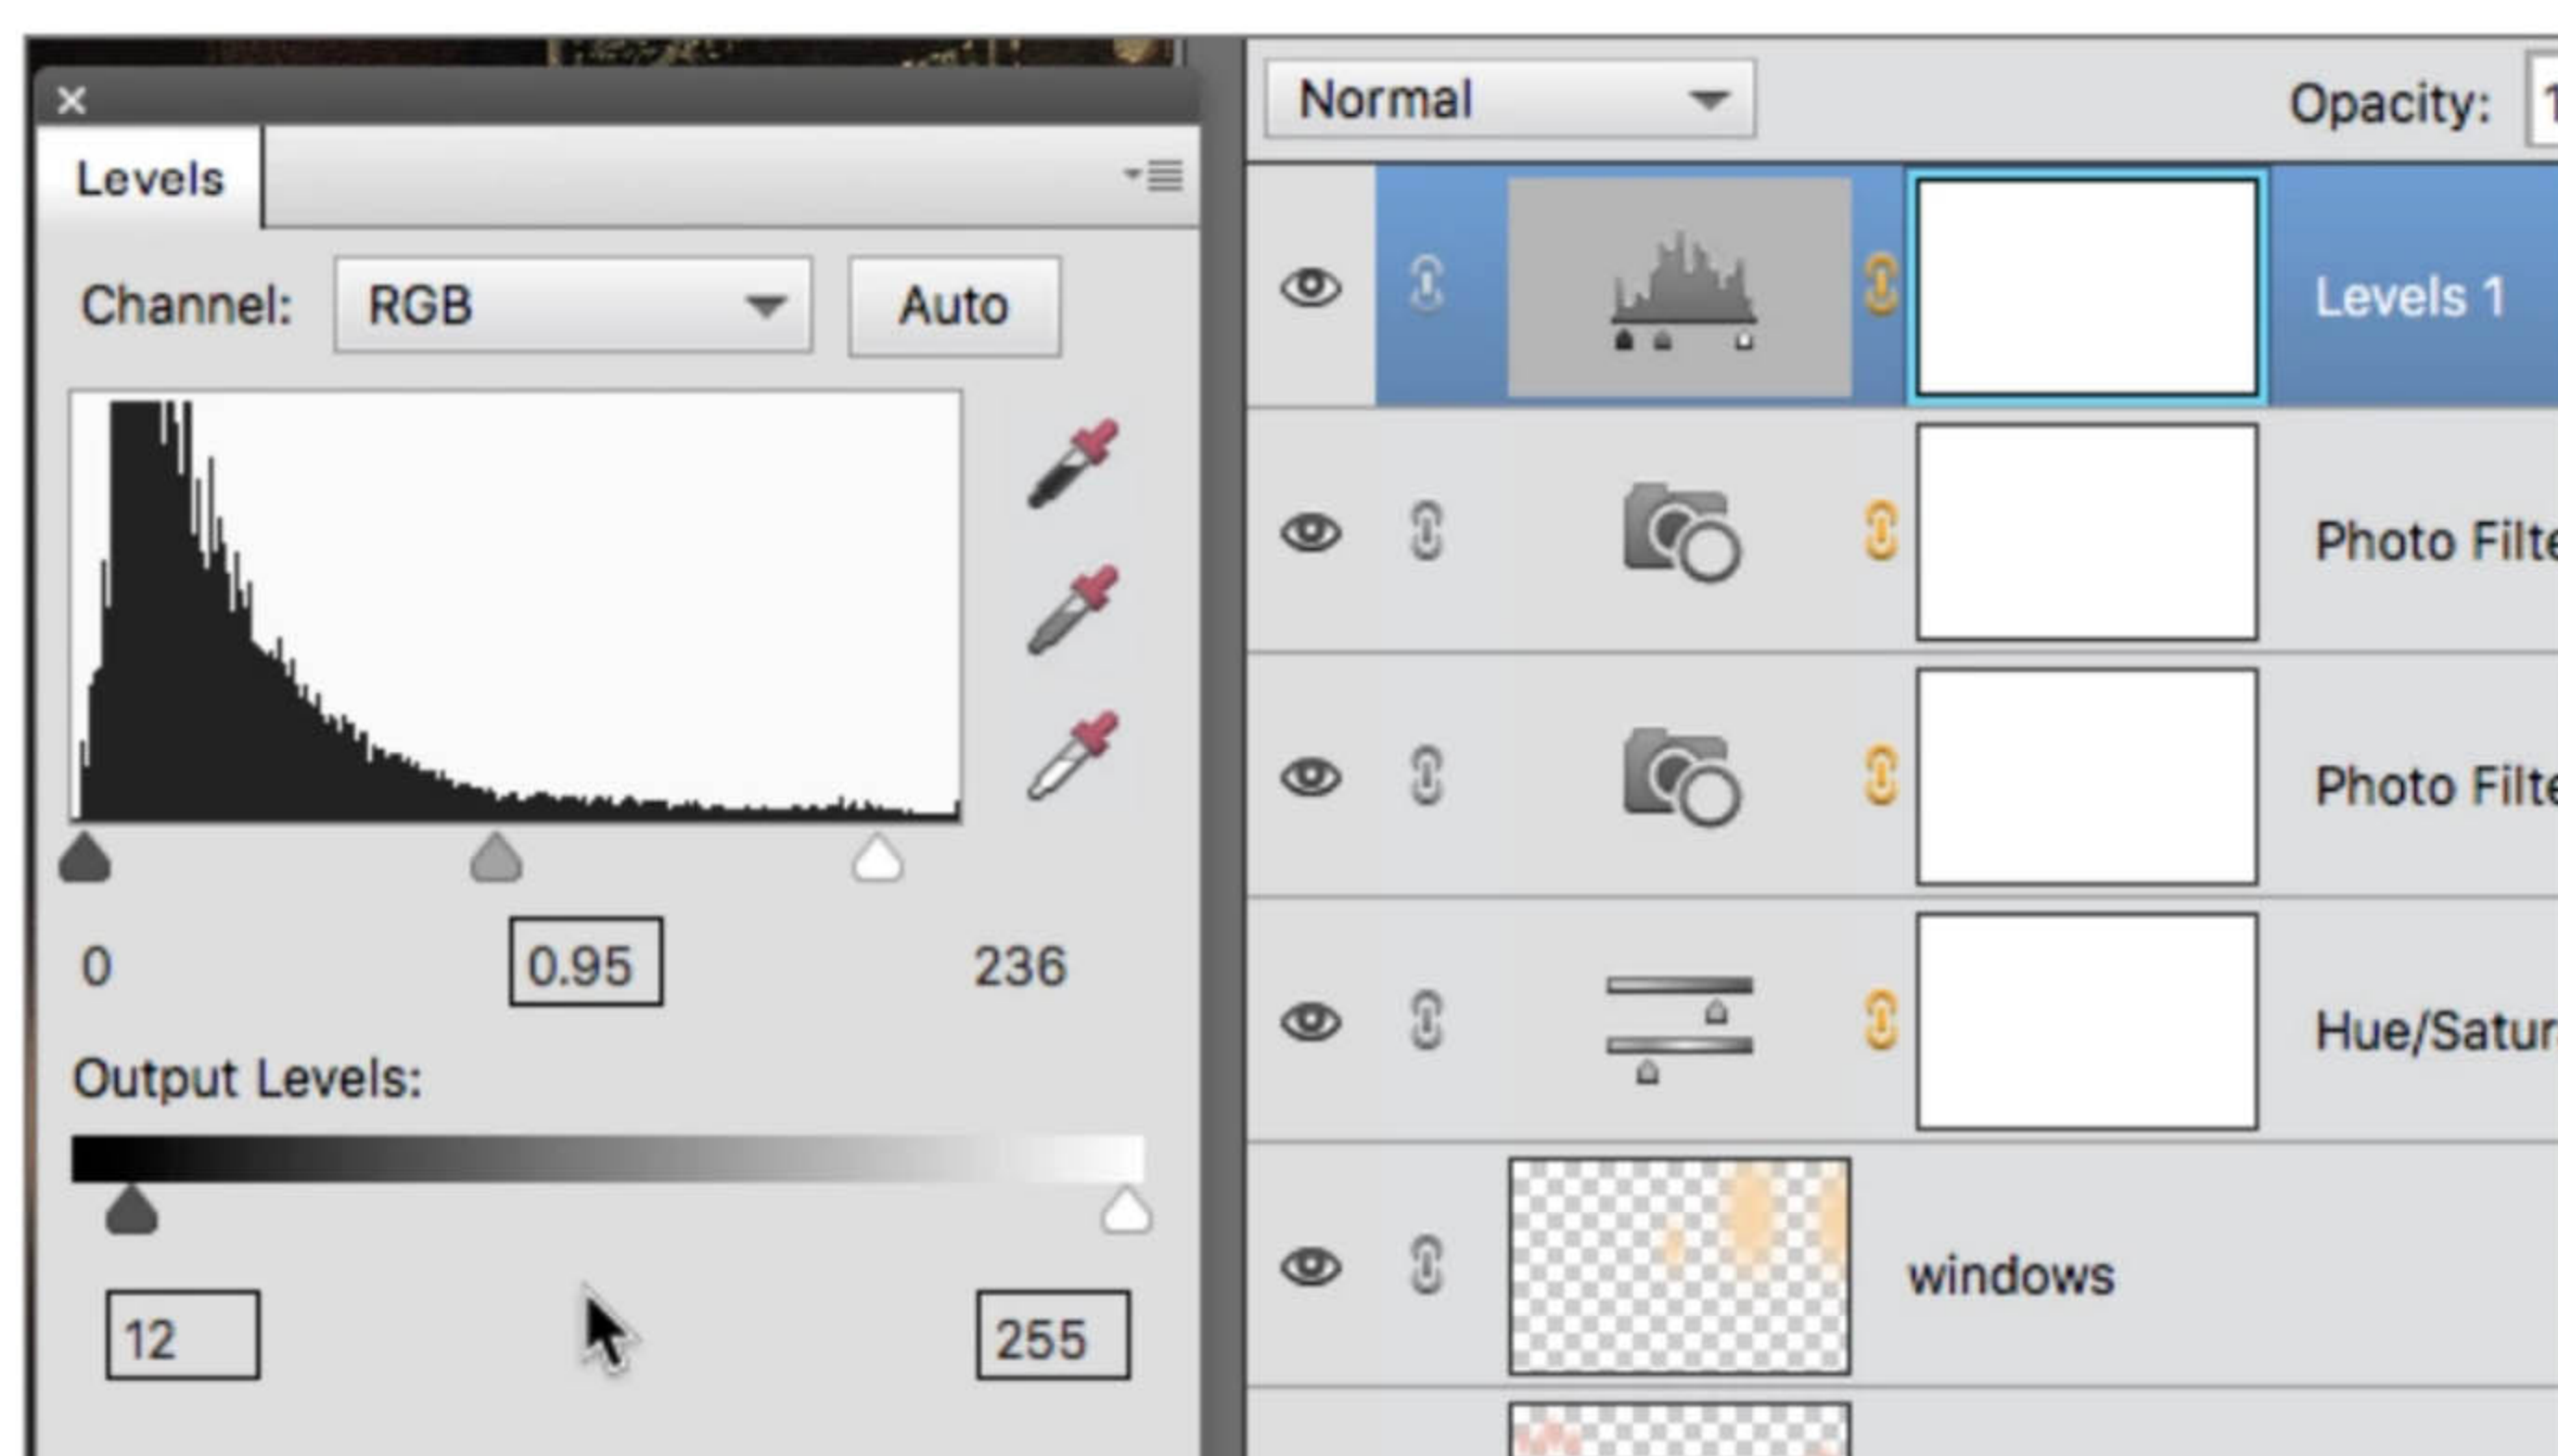 Levels
Channel: RGB Auto
0 0.95 236
Output Levels:
12 255
Normal Opacity:
Levels 1
Photo Filte
Photo Filte
Hue/Satur
windows